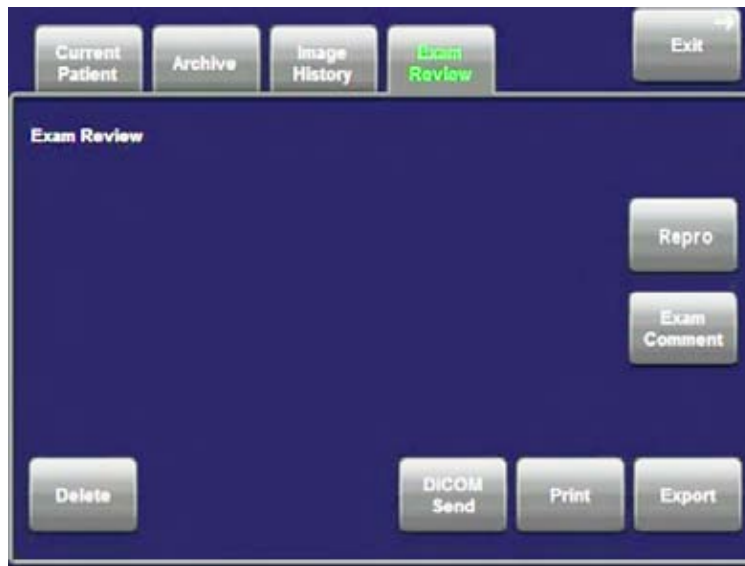 Current
Patient
Archive
Image
History
Exam
Review
Exit
Exam Review
Repro
Exam
Comment
Delete
DICOM
Send
Print
Export